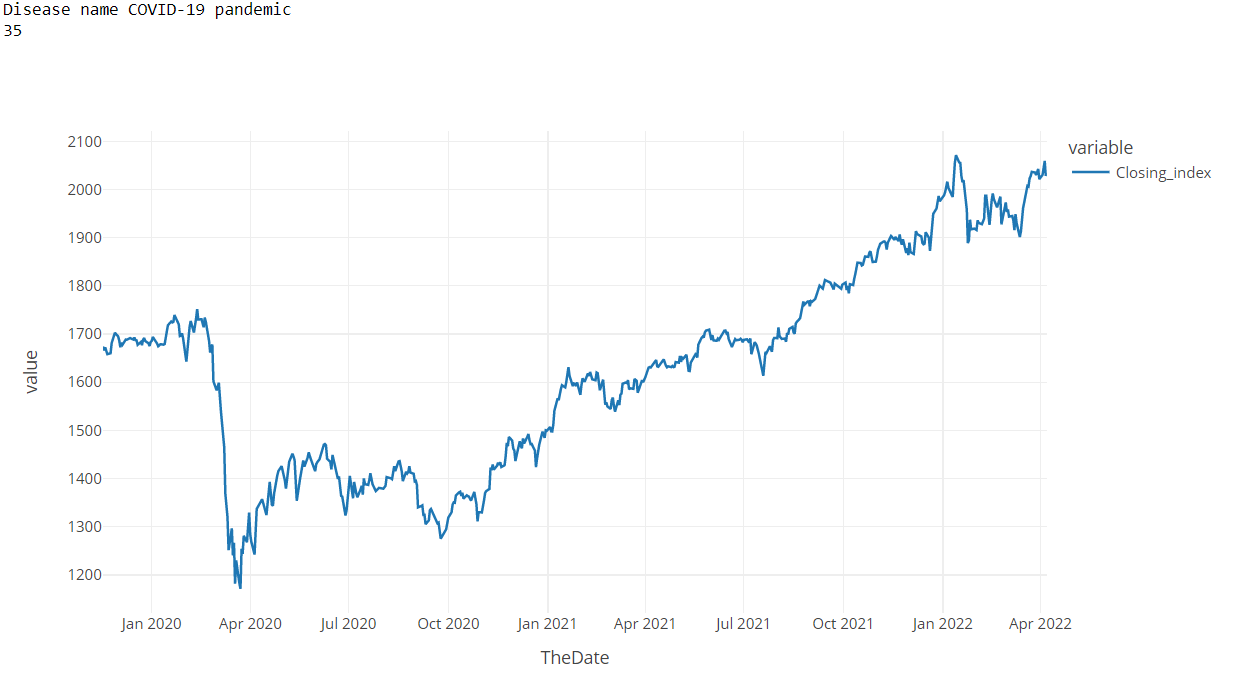 Disease name COVID-19 pandemic
35
2100
2000
1900
1800
1700
1600
1500
1400
1300
1200
value
Jan 2020 Apr 2020 Jul 2020 Oct 2020 Jan 2021 Apr 2021 Jul 2021 Oct 2021 Jan 2022 Apr 2022
TheDate
variable
Closing_index